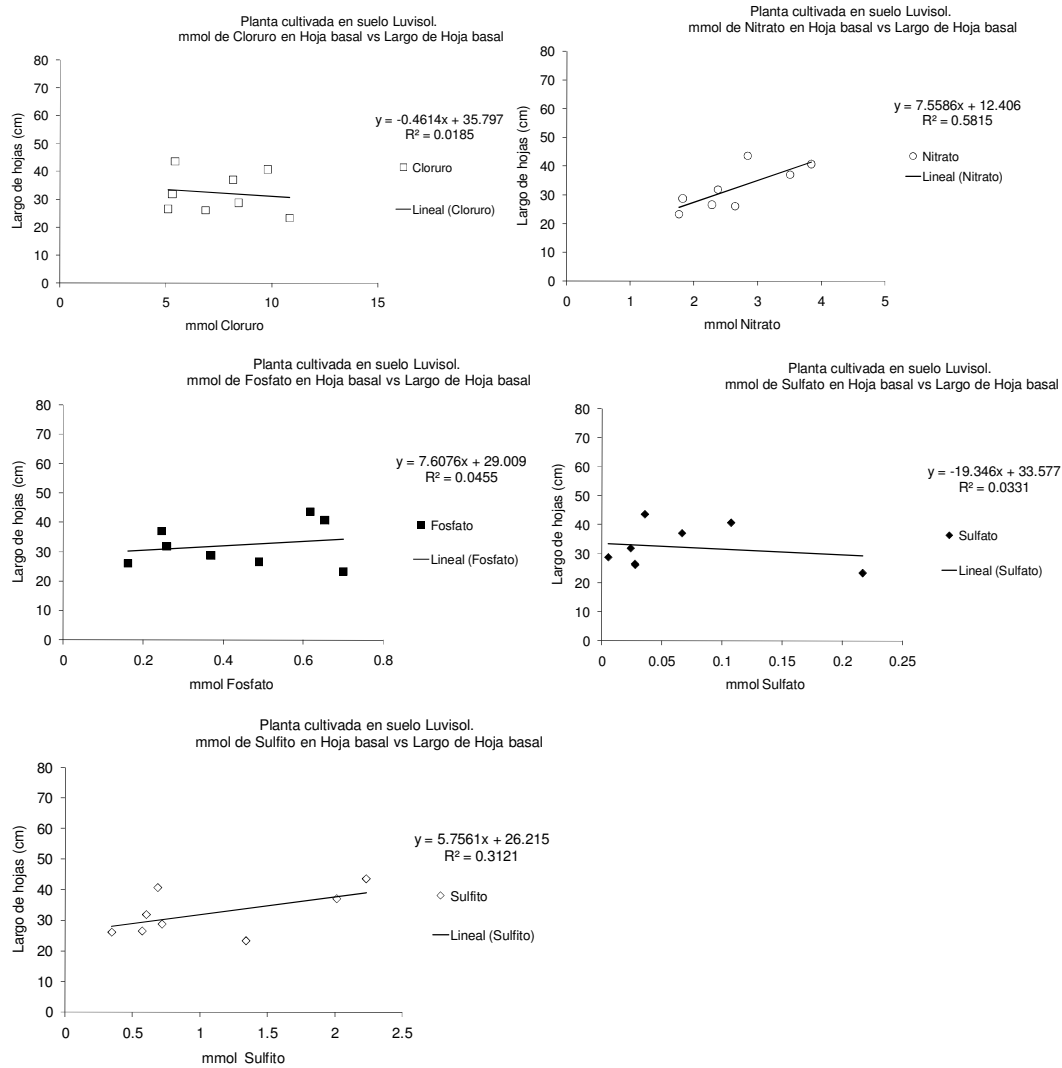 Planta cultivada en suelo Luvisol.
mmol de Cloruro en Hoja basal vs Largo de Hoja basal
80
70
60
50
40
30
20
10
0
Largo de hojas (cm)
y = -0.4614x + 35.797
R² = 0.0185
Cloruro
Lineal (Cloruro)
0 5 10 15
mmol Cloruro
Planta cultivada en suelo Luvisol.
mmol de Nitrato en Hoja basal vs Largo de Hoja basal
80
70
60
50
40
30
20
10
0
Largo de hojas (cm)
y = 7.5586x + 12.406
R² = 0.5815
Nitrato
Lineal (Nitrato)
0 1 2 3 4 5
mmol Nitrato
Planta cultivada en suelo Luvisol.
mmol de Fosfato en Hoja basal vs Largo de Hoja basal
80
70
60
50
40
30
20
10
0
Largo de hojas (cm)
y = 7.6076x + 29.009
R² = 0.0455
Fosfato
Lineal (Fosfato)
0 0.2 0.4 0.6 0.8
mmol Fosfato
Planta cultivada en suelo Luvisol.
mmol de Sulfato en Hoja basal vs Largo de Hoja basal
80
70
60
50
40
30
20
10
0
Largo de hojas (cm)
y = -19.346x + 33.577
R² = 0.0331
Sulfato
Lineal (Sulfato)
0 0.05 0.1 0.15 0.2 0.25
mmol Sulfato
Planta cultivada en suelo Luvisol.
mmol de Sulfito en Hoja basal vs Largo de Hoja basal
80
70
60
50
40
30
20
10
0
Largo de hojas (cm)
y = 5.7561x + 26.215
R² = 0.3121
Sulfito
Lineal (Sulfito)
0 0.5 1 1.5 2 2.5
mmol Sulfito